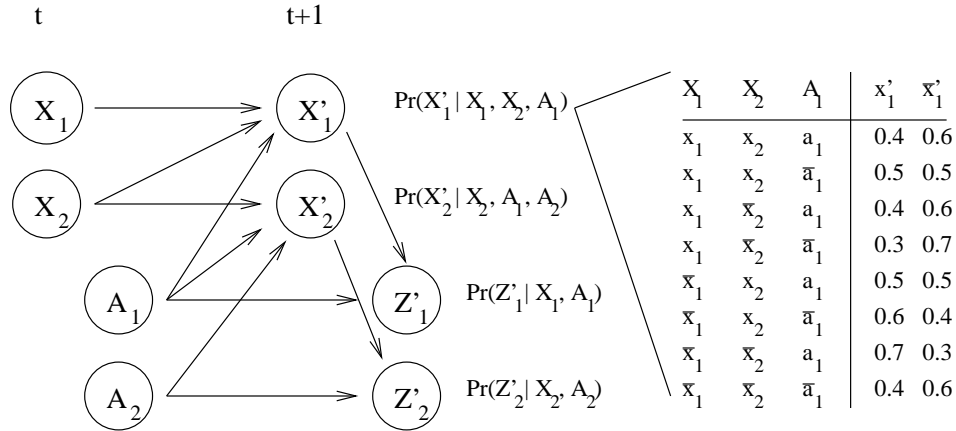 t t+1
X₁ X'₁ Pr(X'₁ | X₁, X₂, A₁)
X₂ X'₂ Pr(X'₂ | X₂, A₁, A₂)
A₁ Z'₁ Pr(Z'₁ | X₁, A₁)
A₂ Z'₂ Pr(Z'₂ | X₂, A₂)
X₁ X₂ A₁ x'₁ x̅'₁
x₁ x₂ a₁ 0.4 0.6
x₁ x₂ a̅₁ 0.5 0.5
x₁ x̅₂ a₁ 0.4 0.6
x₁ x̅₂ a̅₁ 0.3 0.7
x̅₁ x₂ a₁ 0.5 0.5
x̅₁ x₂ a̅₁ 0.6 0.4
x̅₁ x̅₂ a₁ 0.7 0.3
x̅₁ x̅₂ a̅₁ 0.4 0.6